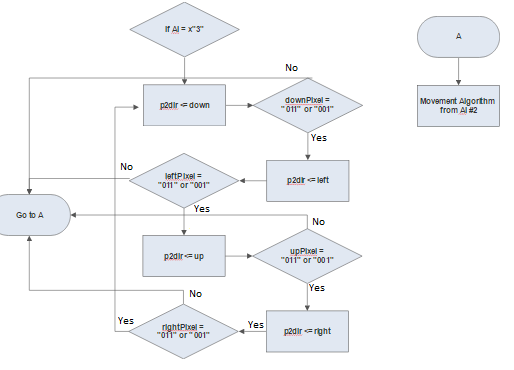 If AI = x"3"
A
No
p2dir <= down
downPixel =
"011" or "001"
Movement Algorithm
from AI #2
Yes
No
leftPixel =
"011" or "001"
p2dir <= left
Yes
Go to A
No
p2dir <= up
upPixel =
"011" or "001"
Yes
No
Yes
rightPixel =
"011" or "001"
Yes
p2dir <= right